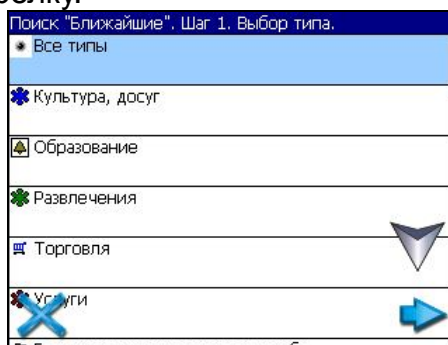 Поиск "Ближайшие". Шаг 1. Выбор типа.
Все типы
Культура, досуг
Образование
Развлечения
Торговля
Услуги